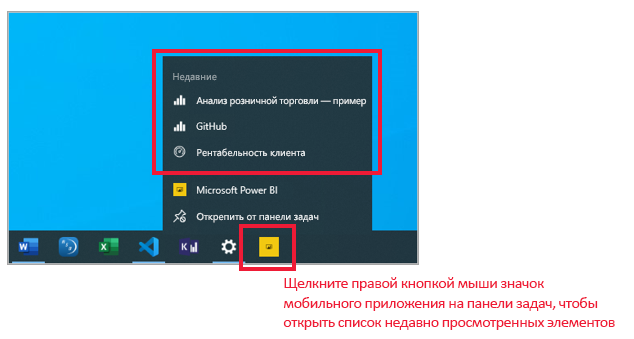 Недавние
Анализ розничной торговли — пример
GitHub
Рентабельность клиента
Microsoft Power BI
Открепить от панели задач
Щелкните правой кнопкой мыши значок
мобильного приложения на панели задач, чтобы
открыть список недавно просмотренных элементов